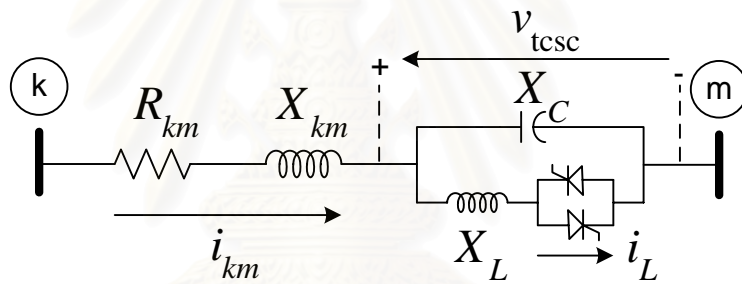 v_tcsc
+ -
k
m
R_km
X_km
X_C
i_km
X_L
i_L